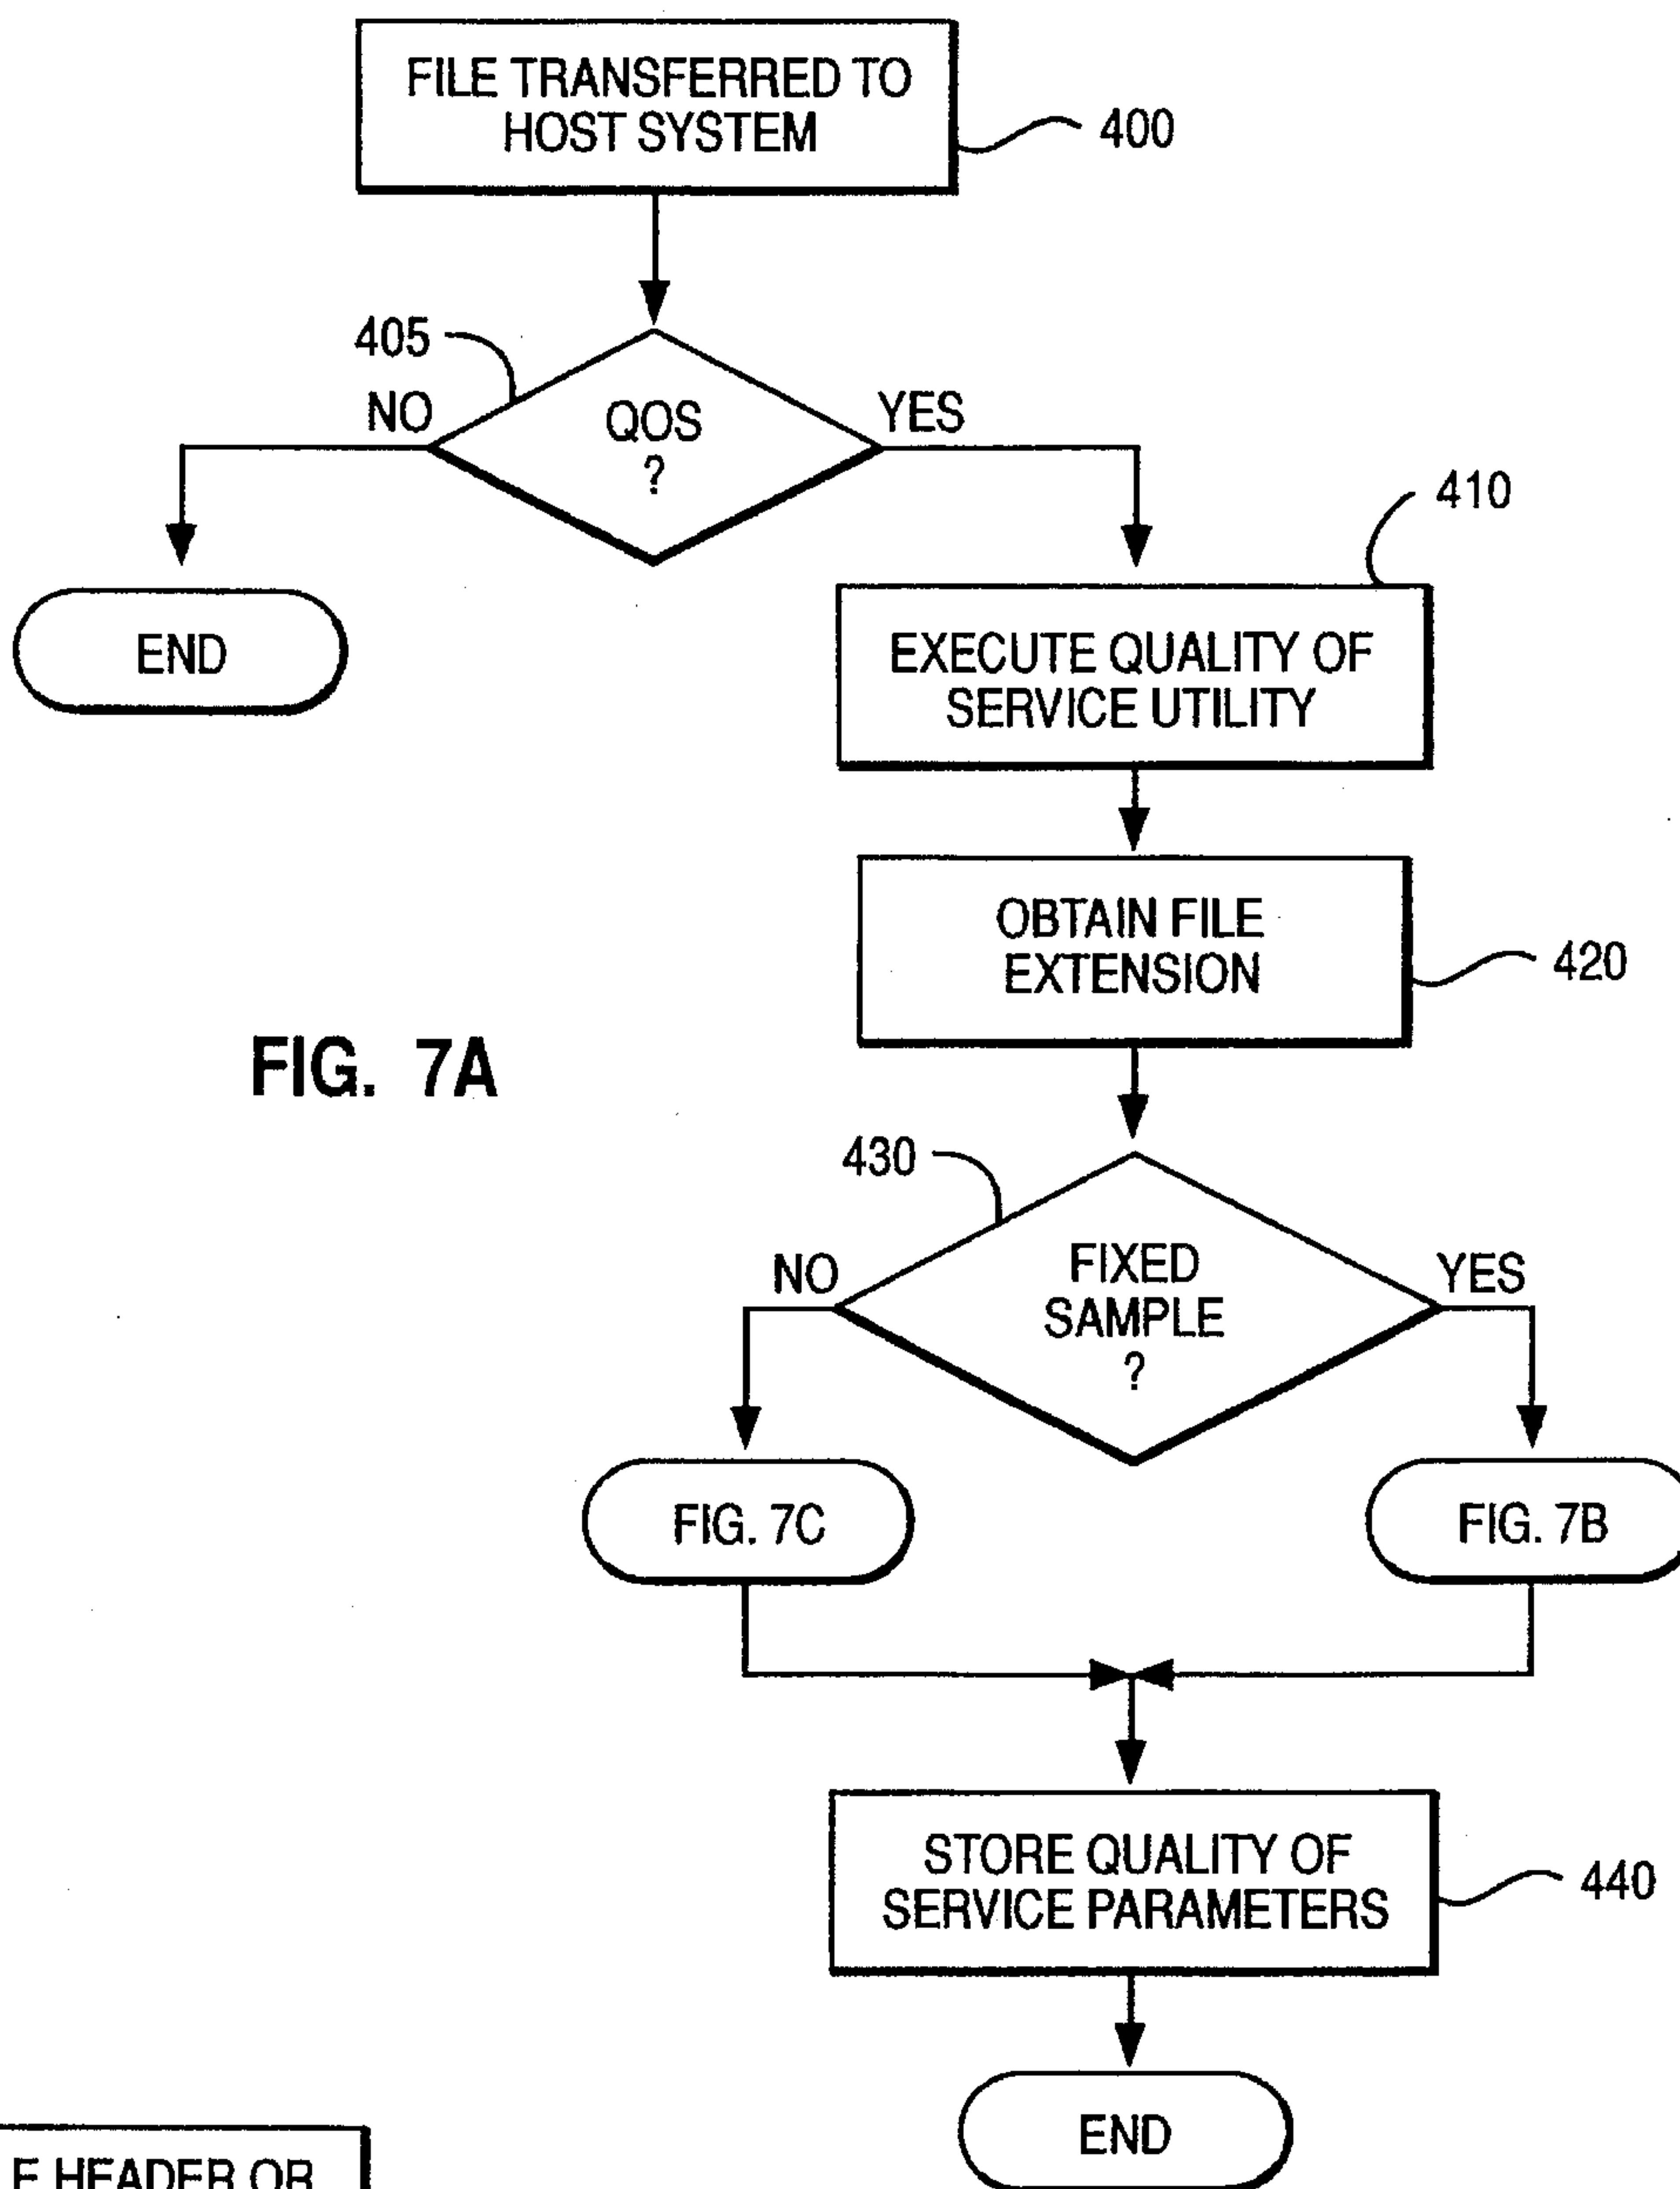 FILE TRANSFERRED TO
HOST SYSTEM
400
405
NO
QOS
?
YES
410
END
EXECUTE QUALITY OF
SERVICE UTILITY
OBTAIN FILE
EXTENSION
420
FIG. 7A
430
NO
FIXED
SAMPLE
?
YES
FIG. 7C
FIG. 7B
STORE QUALITY OF
SERVICE PARAMETERS
440
END
HEADER OR